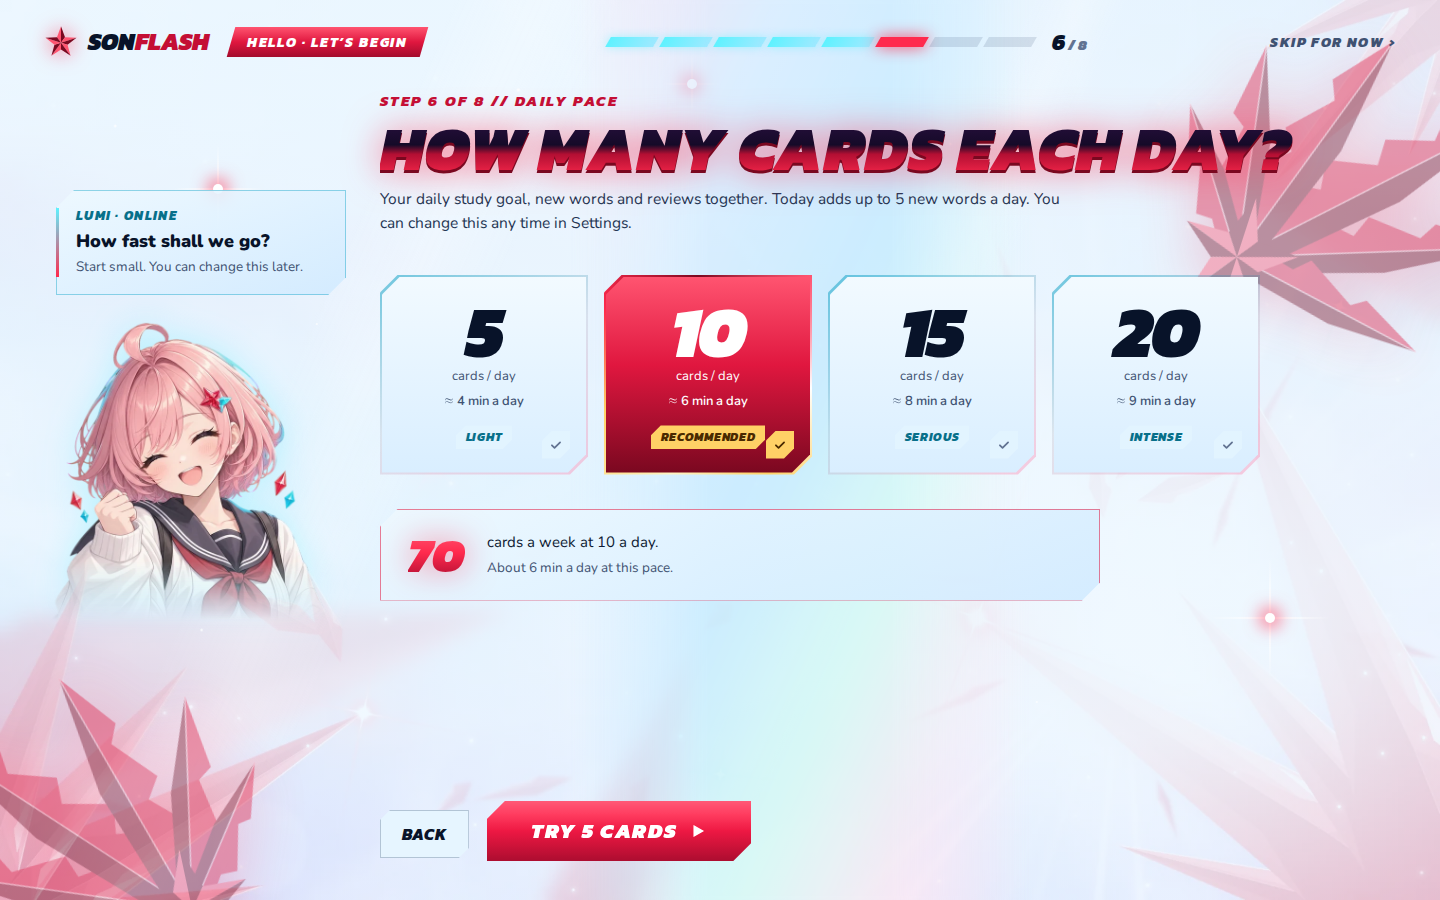 SONFLASH
HELLO · LET'S BEGIN
6 / 8
SKIP FOR NOW ›
STEP 6 OF 8 // DAILY PACE
HOW MANY CARDS EACH DAY?
Your daily study goal, new words and reviews together. Today adds up to 5 new words a day. You
can change this any time in Settings.
LUMI · ONLINE
How fast shall we go?
Start small. You can change this later.
5
cards / day
≈ 4 min a day
LIGHT
10
cards / day
≈ 6 min a day
RECOMMENDED
15
cards / day
≈ 8 min a day
SERIOUS
20
cards / day
≈ 9 min a day
INTENSE
70
cards a week at 10 a day.
About 6 min a day at this pace.
BACK
TRY 5 CARDS